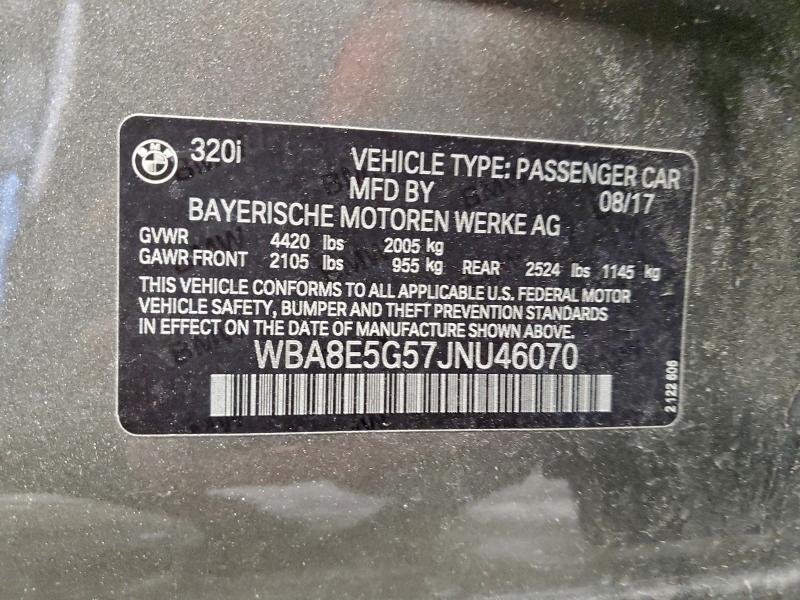 BMW 320i VEHICLE TYPE: PASSENGER CAR
MFD BY 08/17
BAYERISCHE MOTOREN WERKE AG
GVWR 4420 lbs 2005 kg
GAWR FRONT 2105 lbs 955 kg REAR 2524 lbs 1145 kg
THIS VEHICLE CONFORMS TO ALL APPLICABLE U.S. FEDERAL MOTOR
VEHICLE SAFETY, BUMPER AND THEFT PREVENTION STANDARDS
IN EFFECT ON THE DATE OF MANUFACTURE SHOWN ABOVE.
WBA8E5G57JNU46070
2 122 606